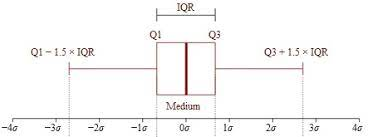 IQR
Q1 Q3
Q1 − 1.5 × IQR Q3 + 1.5 × IQR
Medium
−4σ −3σ −2σ −1σ 0σ 1σ 2σ 3σ 4σ